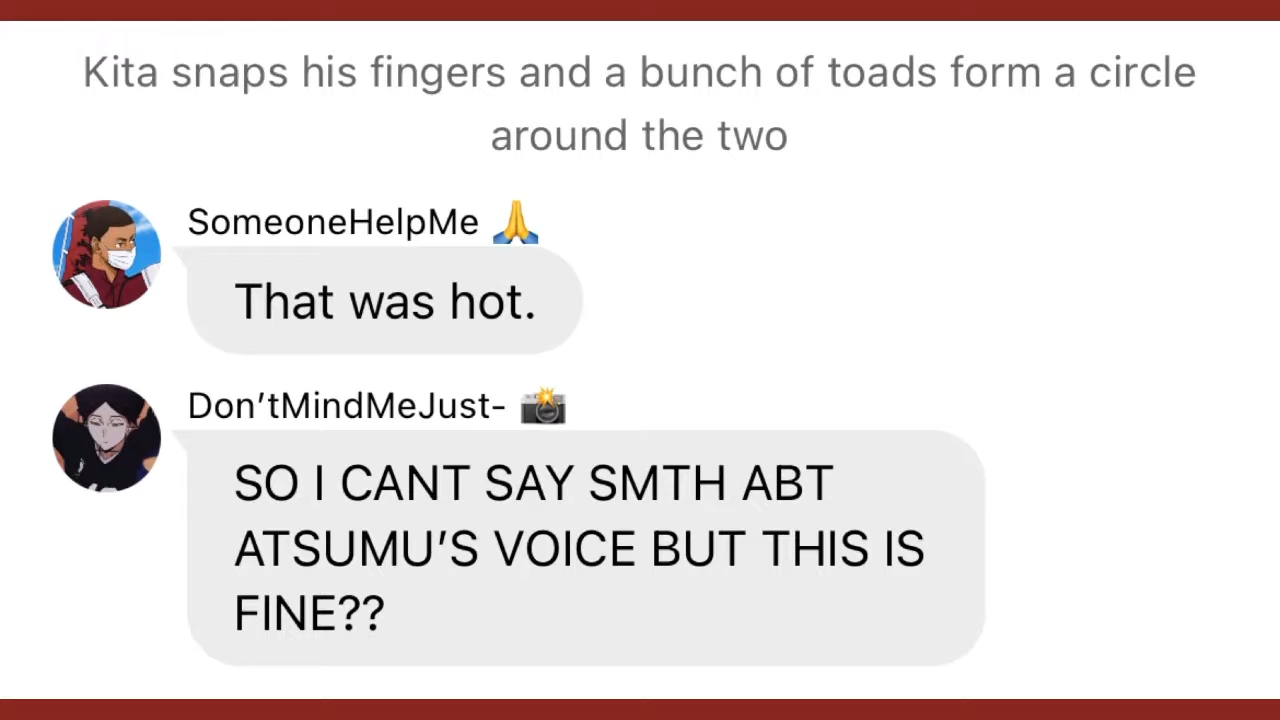 Kita snaps his fingers and a bunch of toads form a circle
around the two
SomeoneHelpMe 🙏
That was hot.
Don’tMindMeJust- 📸
SO I CANT SAY SMTH ABT
ATSUMU’S VOICE BUT THIS IS
FINE??